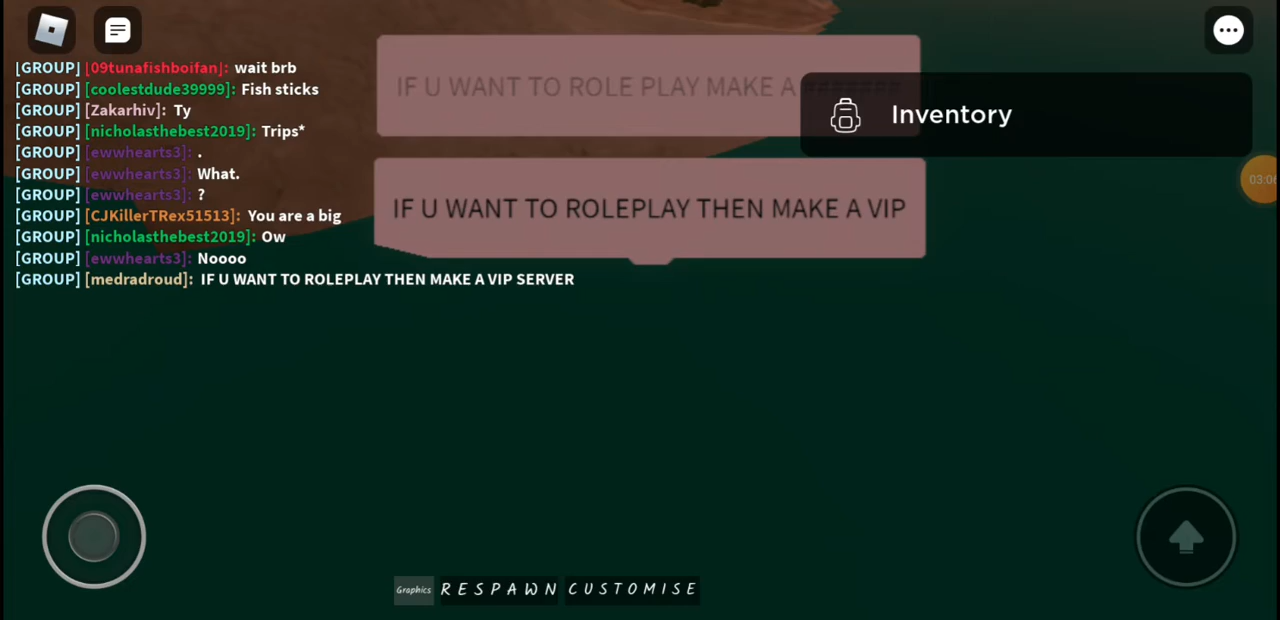 [GROUP] [09tunafishboifan]: wait brb
[GROUP] [coolestdude39999]: Fish sticks
[GROUP] [Zakarhiv]: Ty
[GROUP] [nicholasthebest2019]: Trips*
[GROUP] [ewwhearts3]: .
[GROUP] [ewwhearts3]: What.
[GROUP] [ewwhearts3]: ?
[GROUP] [CJKillerTRex51513]: You are a big
[GROUP] [nicholasthebest2019]: Ow
[GROUP] [ewwhearts3]: Noooo
[GROUP] [medradroud]: IF U WANT TO ROLEPLAY THEN MAKE A VIP SERVER
IF U WANT TO ROLE PLAY MAKE A #######
IF U WANT TO ROLEPLAY THEN MAKE A VIP
Inventory
03:06
Graphics RESPAWN CUSTOMISE